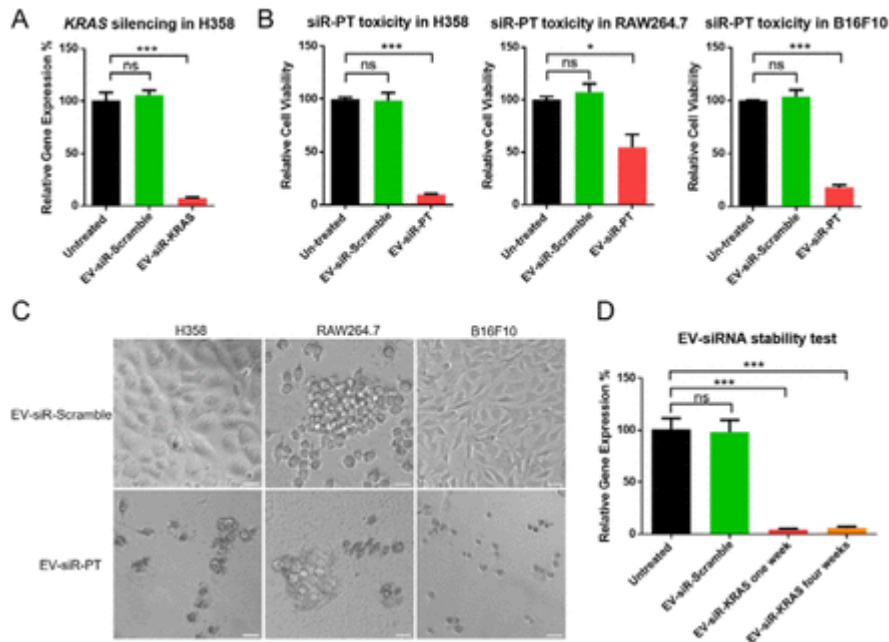 A
KRAS silencing in H358
Relative Gene Expression %
150
100
50
0
***
ns
Untreated
EV-siR-Scramble
EV-siR-KRAS
B
siR-PT toxicity in H358
Relative Cell Viability
150
100
50
0
***
ns
Un-treated
EV-siR-Scramble
EV-siR-PT
siR-PT toxicity in RAW264.7
Relative Cell Viability
150
100
50
0
*
ns
Un-treated
EV-siR-Scramble
EV-siR-PT
siR-PT toxicity in B16F10
Relative Cell Viability
150
100
50
0
***
ns
Untreated
EV-siR-Scramble
EV-siR-PT
C
H358
RAW264.7
B16F10
EV-siR-Scramble
EV-siR-PT
D
EV-siRNA stability test
Relative Gene Expression %
150
100
50
0
***
***
ns
Untreated
EV-siR-Scramble
EV-siR-KRAS one week
EV-siR-KRAS four weeks